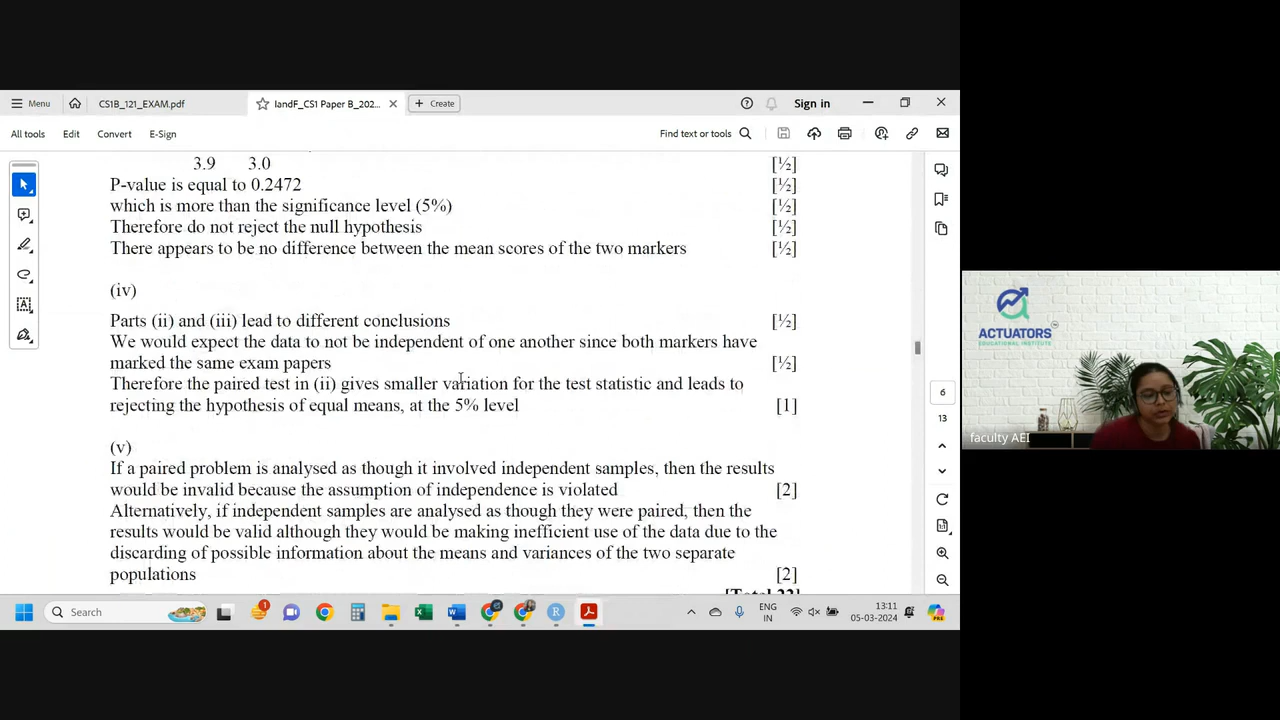 Menu
CS1B_121_EXAM.pdf
IandF_CS1 Paper B_202...
Create
Sign in
All tools
Edit
Convert
E-Sign
Find text or tools
3.9 3.0 [½]
P-value is equal to 0.2472 [½]
which is more than the significance level (5%) [½]
Therefore do not reject the null hypothesis [½]
There appears to be no difference between the mean scores of the two markers [½]
(iv)
Parts (ii) and (iii) lead to different conclusions [½]
We would expect the data to not be independent of one another since both markers have
marked the same exam papers [½]
Therefore the paired test in (ii) gives smaller variation for the test statistic and leads to
rejecting the hypothesis of equal means, at the 5% level [1]
(v)
If a paired problem is analysed as though it involved independent samples, then the results
would be invalid because the assumption of independence is violated [2]
Alternatively, if independent samples are analysed as though they were paired, then the
results would be valid although they would be making inefficient use of the data due to the
discarding of possible information about the means and variances of the two separate
populations [2]
[Total 22]
6
13
ACTUATORS
EDUCATIONAL INSTITUTE
faculty AEI
Search
ENG
IN
13:11
05-03-2024